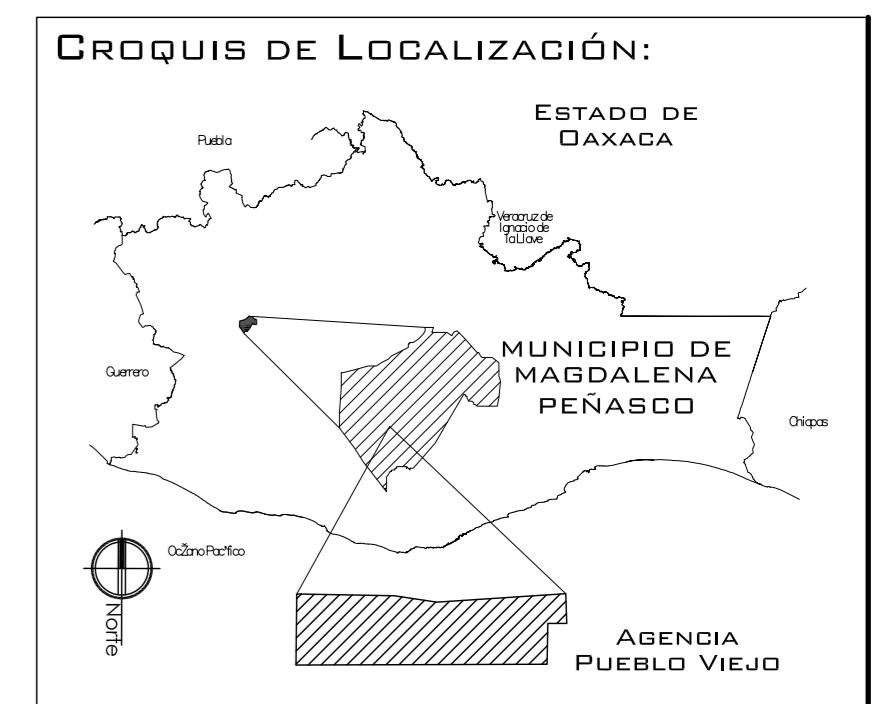 CROQUIS DE LOCALIZACIÓN:
ESTADO DE
OAXACA
Puebla
Veracruz de
Ignacio de
la Llave
MUNICIPIO DE
MAGDALENA
PEÑASCO
Guerrero
Chiapas
OcŽano Pac’fico
Norte
AGENCIA
PUEBLO VIEJO